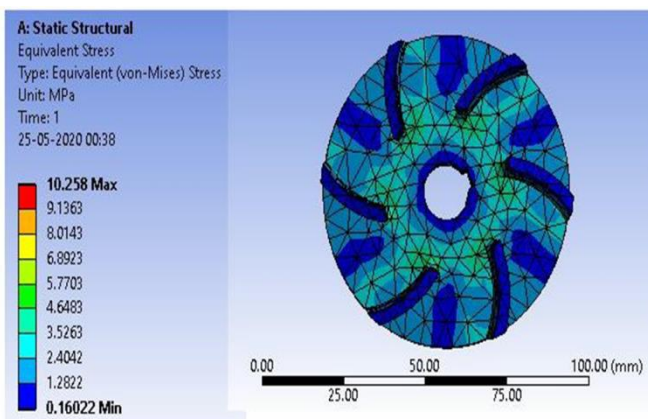 A: Static Structural
Equivalent Stress
Type: Equivalent (von-Mises) Stress
Unit: MPa
Time: 1
25-05-2020 00:38
10.258 Max
9.1363
8.0143
6.8923
5.7703
4.6483
3.5263
2.4042
1.2822
0.16022 Min
0.00 50.00 100.00 (mm)
25.00 75.00